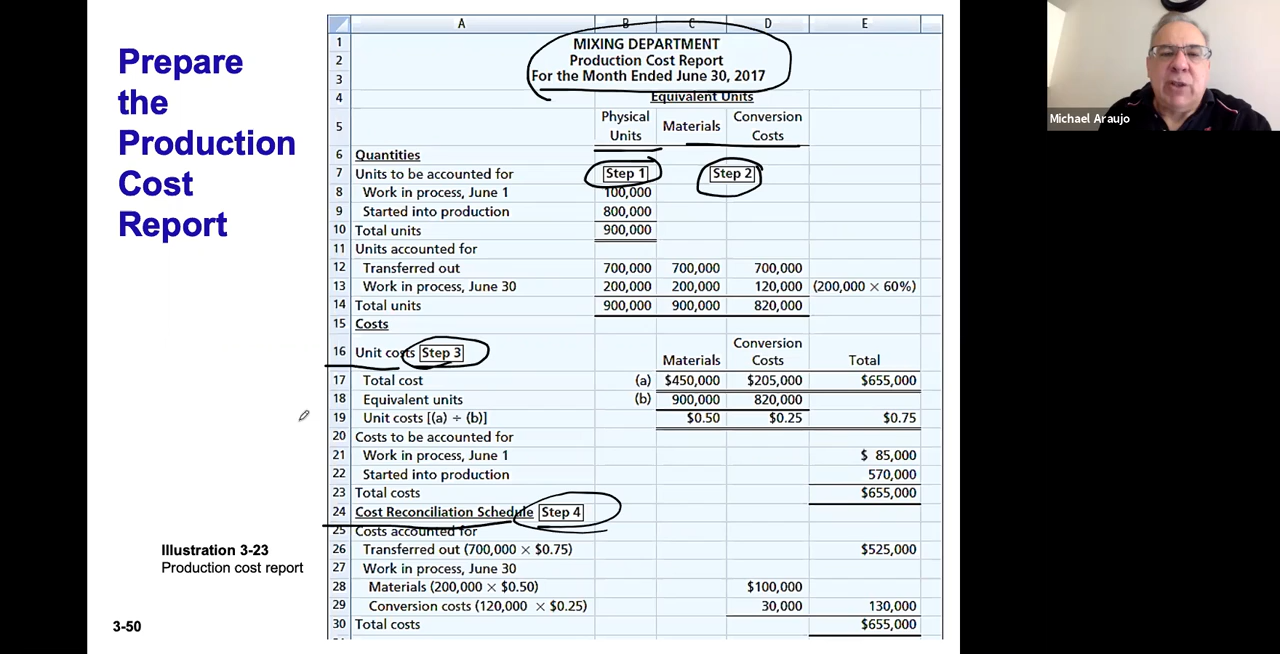 Prepare
the
Production
Cost
Report
Illustration 3-23
Production cost report
3-50
A B C D E
1 MIXING DEPARTMENT
2 Production Cost Report
3 For the Month Ended June 30, 2017
4 Equivalent Units
5 Physical Units Materials Conversion Costs
6 Quantities
7 Units to be accounted for Step 1 Step 2
8 Work in process, June 1 100,000
9 Started into production 800,000
10 Total units 900,000
11 Units accounted for
12 Transferred out 700,000 700,000 700,000
13 Work in process, June 30 200,000 200,000 120,000 (200,000 × 60%)
14 Total units 900,000 900,000 820,000
15 Costs
16 Unit costs Step 3 Materials Conversion Costs Total
17 Total cost (a) $450,000 $205,000 $655,000
18 Equivalent units (b) 900,000 820,000
19 Unit costs [(a) ÷ (b)] $0.50 $0.25 $0.75
20 Costs to be accounted for
21 Work in process, June 1 $ 85,000
22 Started into production 570,000
23 Total costs $655,000
24 Cost Reconciliation Schedule Step 4
25 Costs accounted for
26 Transferred out (700,000 × $0.75) $525,000
27 Work in process, June 30
28 Materials (200,000 × $0.50) $100,000
29 Conversion costs (120,000 × $0.25) 30,000 130,000
30 Total costs $655,000
Michael Araujo